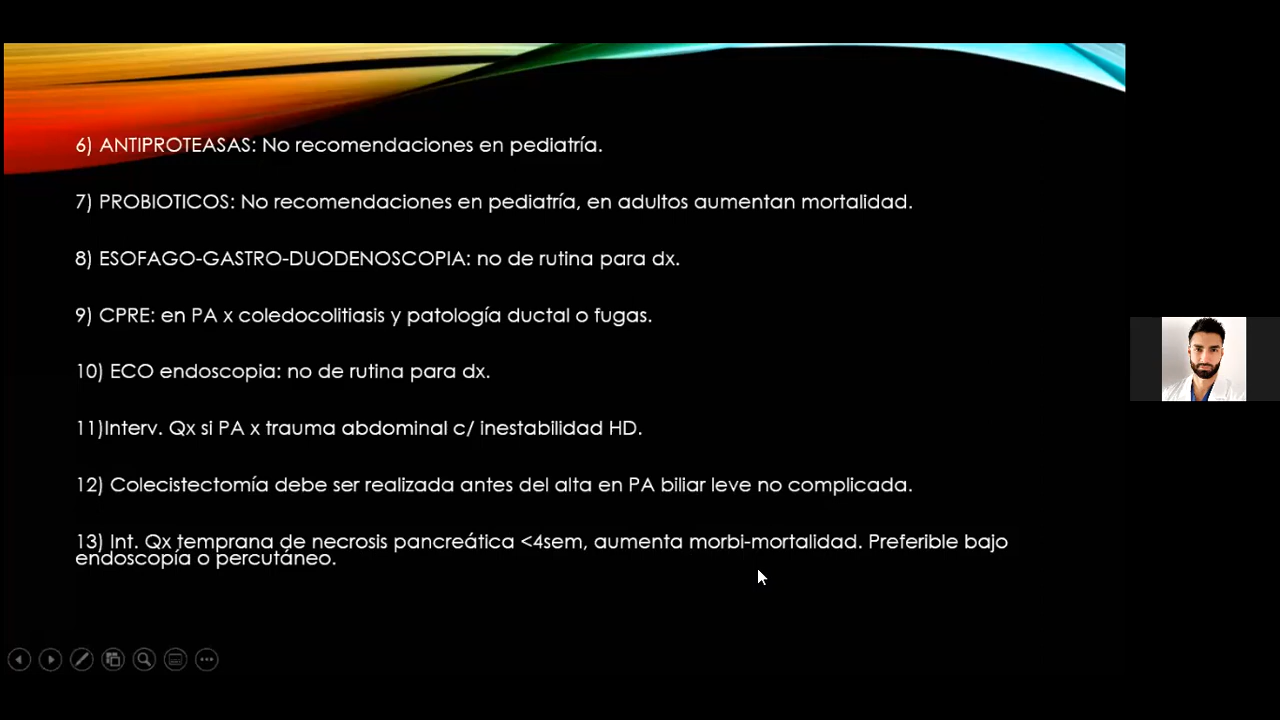 6) ANTIPROTEASAS: No recomendaciones en pediatría.
7) PROBIOTICOS: No recomendaciones en pediatría, en adultos aumentan mortalidad.
8) ESOFAGO-GASTRO-DUODENOSCOPIA: no de rutina para dx.
9) CPRE: en PA x coledocolitiasis y patología ductal o fugas.
10) ECO endoscopia: no de rutina para dx.
11)Interv. Qx si PA x trauma abdominal c/ inestabilidad HD.
12) Colecistectomía debe ser realizada antes del alta en PA biliar leve no complicada.
13) Int. Qx temprana de necrosis pancreática <4sem, aumenta morbi-mortalidad. Preferible bajo
endoscopía o percutáneo.